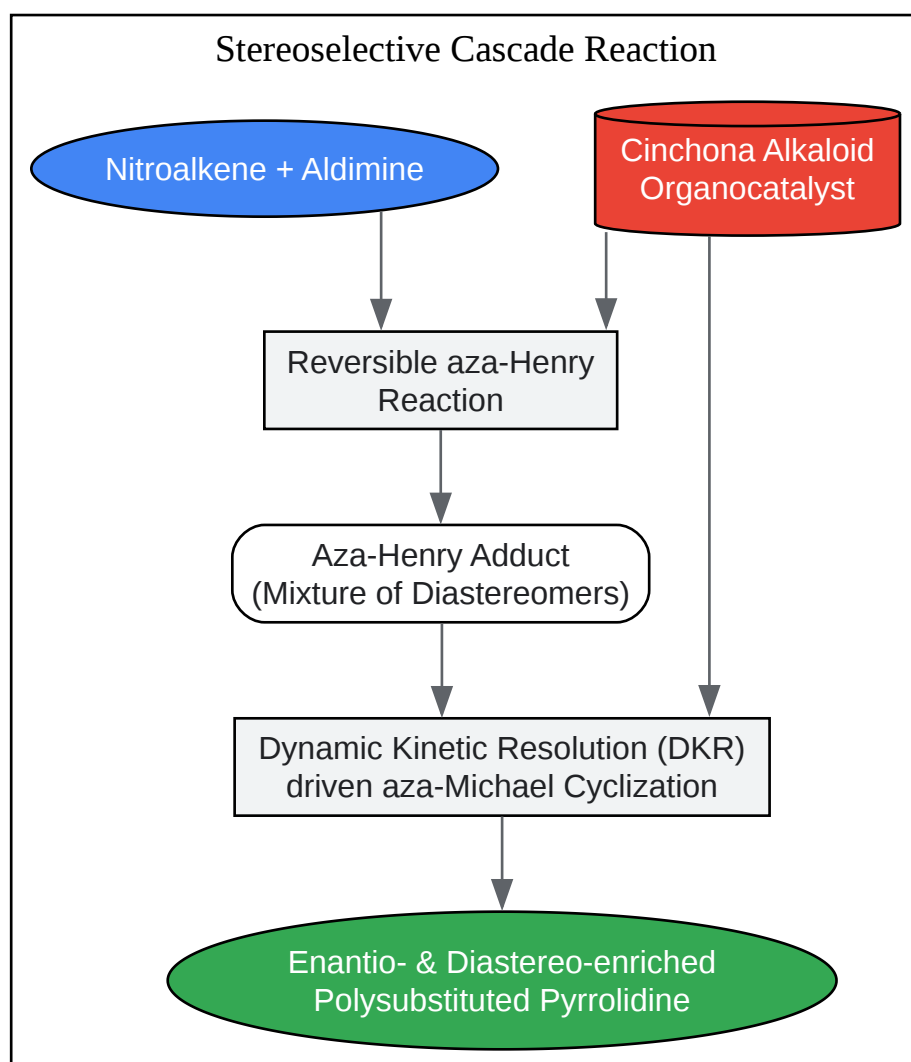 Stereoselective Cascade Reaction
Nitroalkene + Aldimine
Cinchona Alkaloid
Organocatalyst
Reversible aza-Henry
Reaction
Aza-Henry Adduct
(Mixture of Diastereomers)
Dynamic Kinetic Resolution (DKR)
driven aza-Michael Cyclization
Enantio- & Diastereo-enriched
Polysubstituted Pyrrolidine